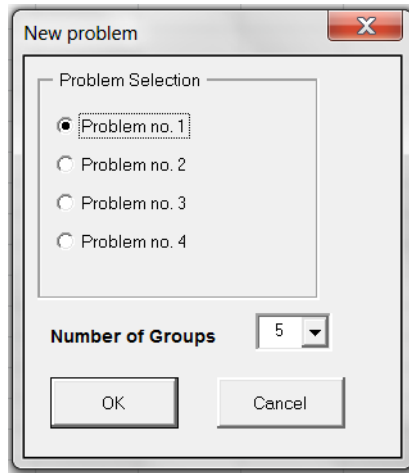 New problem
Problem Selection
Problem no. 1
Problem no. 2
Problem no. 3
Problem no. 4
Number of Groups 5
OK Cancel